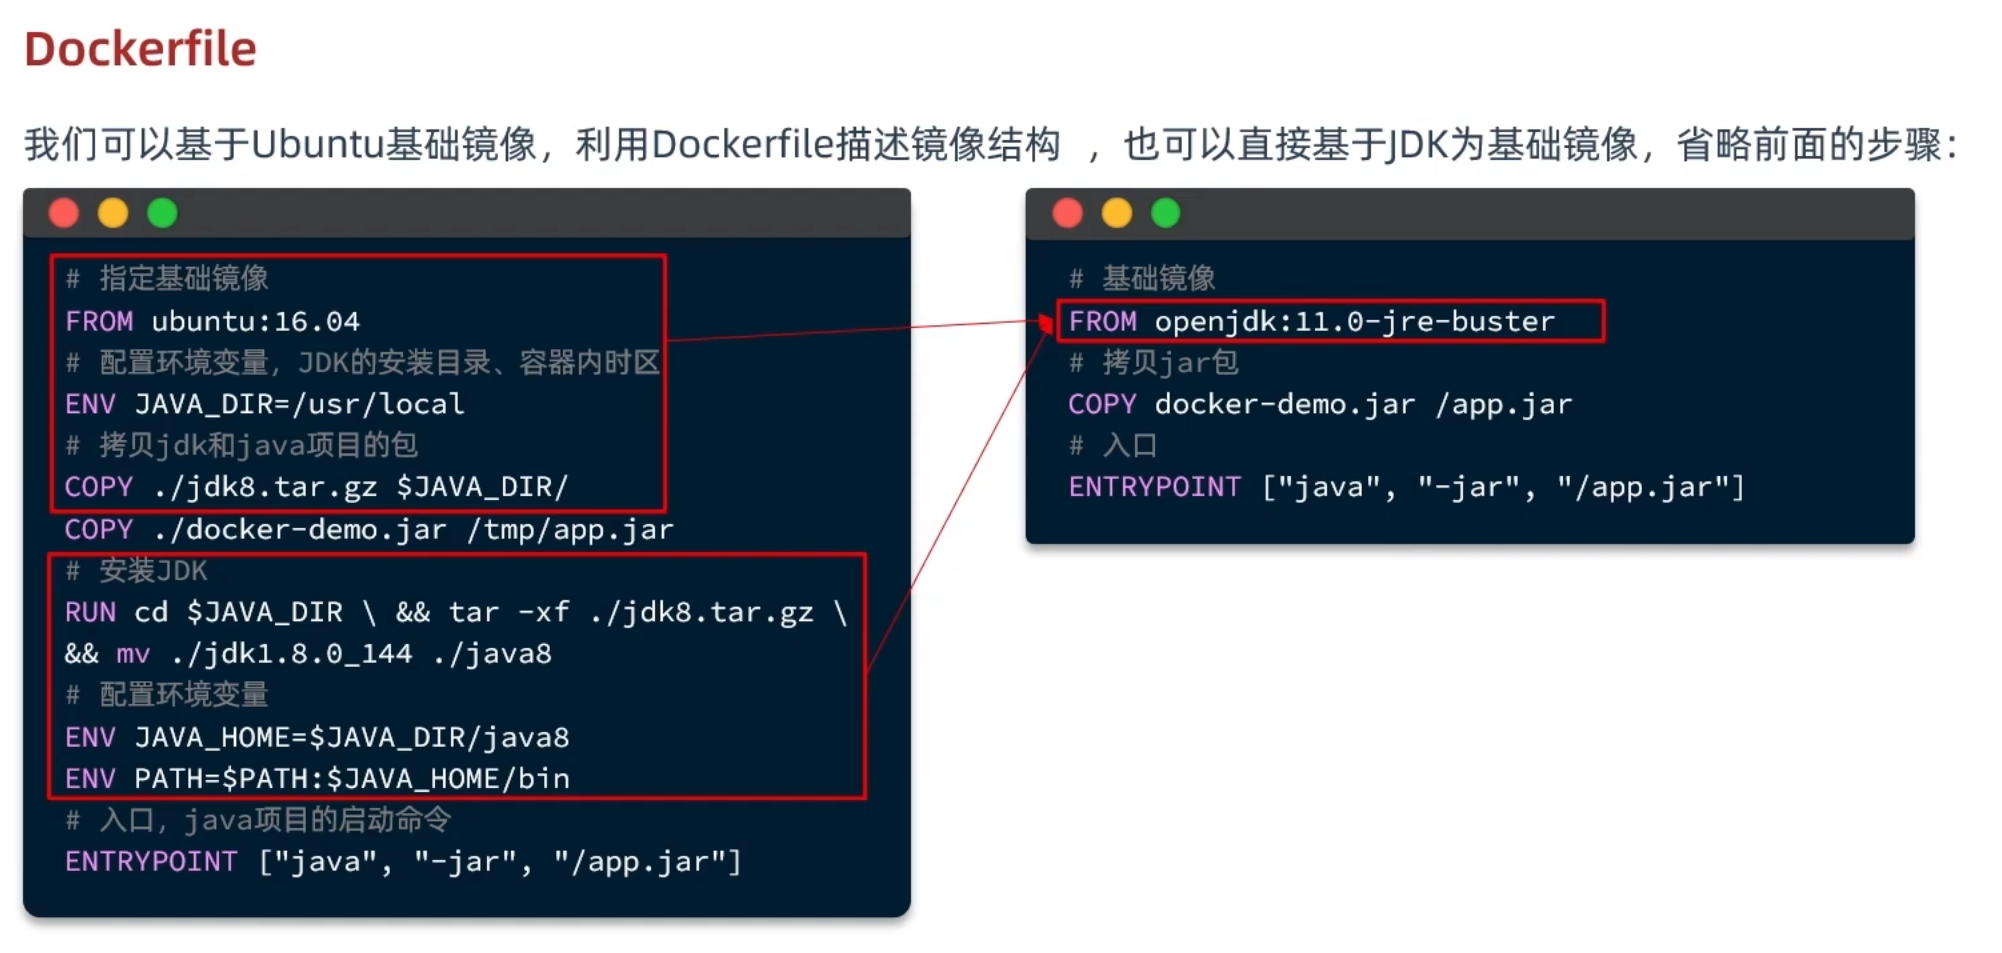 Dockerfile
我们可以基于Ubuntu基础镜像，利用Dockerfile描述镜像结构 ，也可以直接基于JDK为基础镜像，省略前面的步骤：
# 指定基础镜像
FROM ubuntu:16.04
# 配置环境变量，JDK的安装目录、容器内时区
ENV JAVA_DIR=/usr/local
# 拷贝jdk和java项目的包
COPY ./jdk8.tar.gz $JAVA_DIR/
COPY ./docker-demo.jar /tmp/app.jar
# 安装JDK
RUN cd $JAVA_DIR \ && tar -xf ./jdk8.tar.gz \
&& mv ./jdk1.8.0_144 ./java8
# 配置环境变量
ENV JAVA_HOME=$JAVA_DIR/java8
ENV PATH=$PATH:$JAVA_HOME/bin
# 入口，java项目的启动命令
ENTRYPOINT ["java", "-jar", "/app.jar"]
# 基础镜像
FROM openjdk:11.0-jre-buster
# 拷贝jar包
COPY docker-demo.jar /app.jar
# 入口
ENTRYPOINT ["java", "-jar", "/app.jar"]